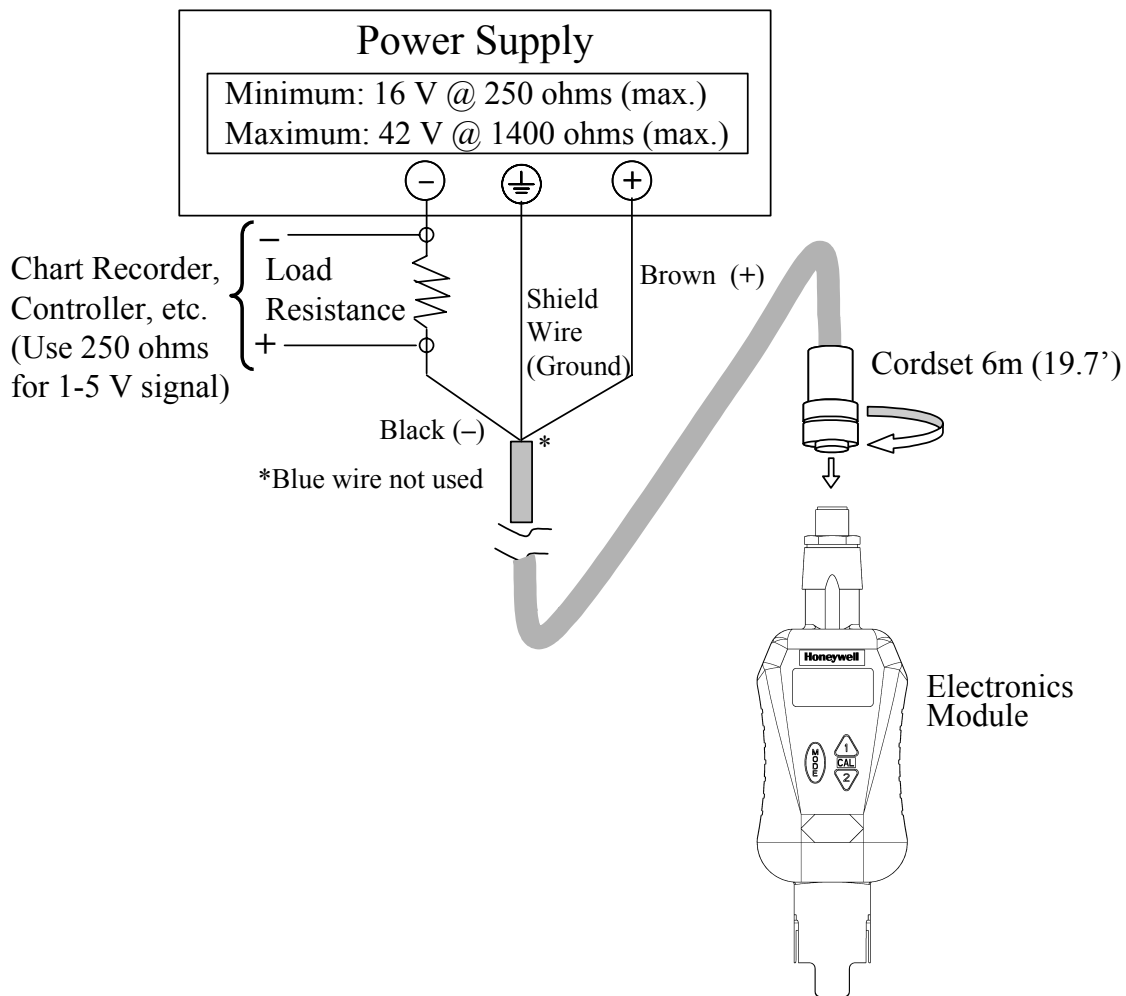 Power Supply
Minimum: 16 V @ 250 ohms (max.)
Maximum: 42 V @ 1400 ohms (max.)
–
+
Chart Recorder,
Controller, etc.
(Use 250 ohms
for 1-5 V signal)
–
Load
Resistance
+
Shield
Wire
(Ground)
Brown (+)
Black (–)
*
*Blue wire not used
Cordset 6m (19.7’)
Honeywell
MODE
1
CAL
2
Electronics
Module